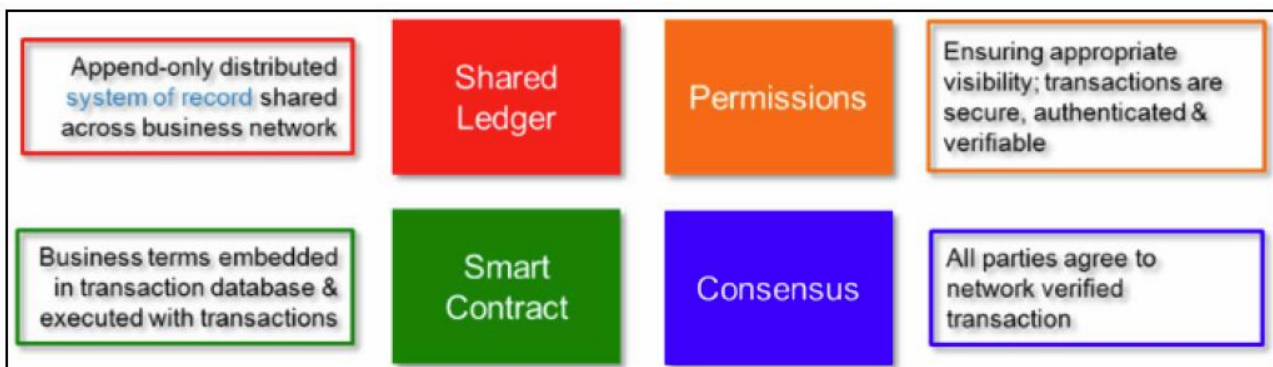 Append-only distributed
system of record shared
across business network
Shared
Ledger
Permissions
Ensuring appropriate
visibility; transactions are
secure, authenticated &
verifiable
Business terms embedded
in transaction database &
executed with transactions
Smart
Contract
Consensus
All parties agree to
network verified
transaction